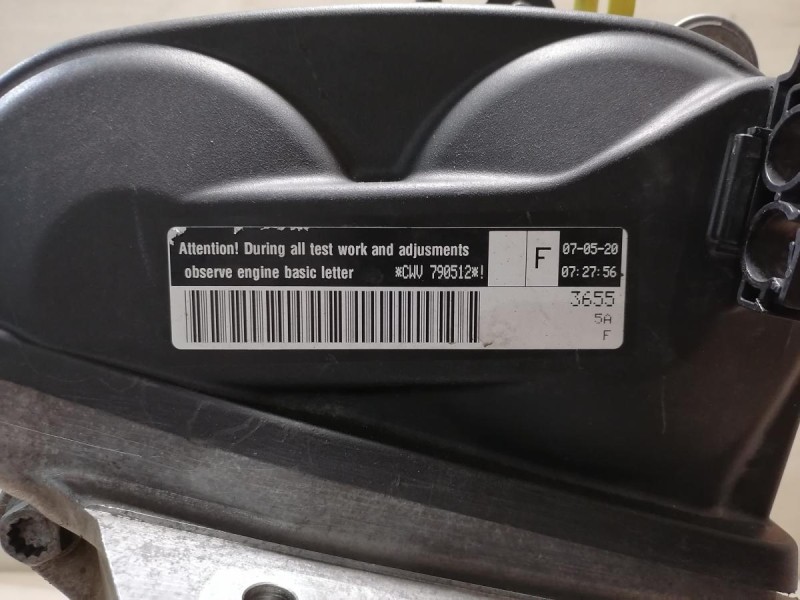 Attention! During all test work and adjusments
observe engine basic letter *CWV 790512*!
F
07-05-20
07:27:56
3655
5A
F